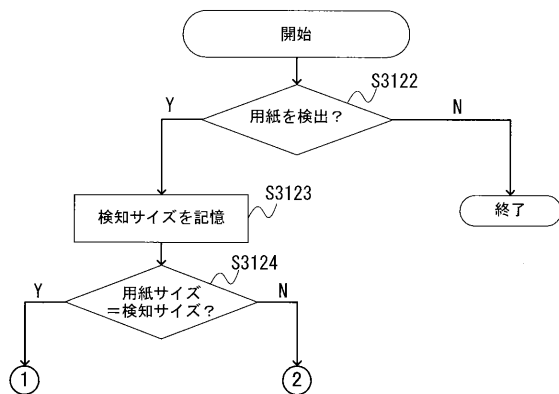 開始
S3122
Y
用紙を検出？
N
S3123
検知サイズを記憶
終了
S3124
Y
用紙サイズ
＝検知サイズ？
N
1
2